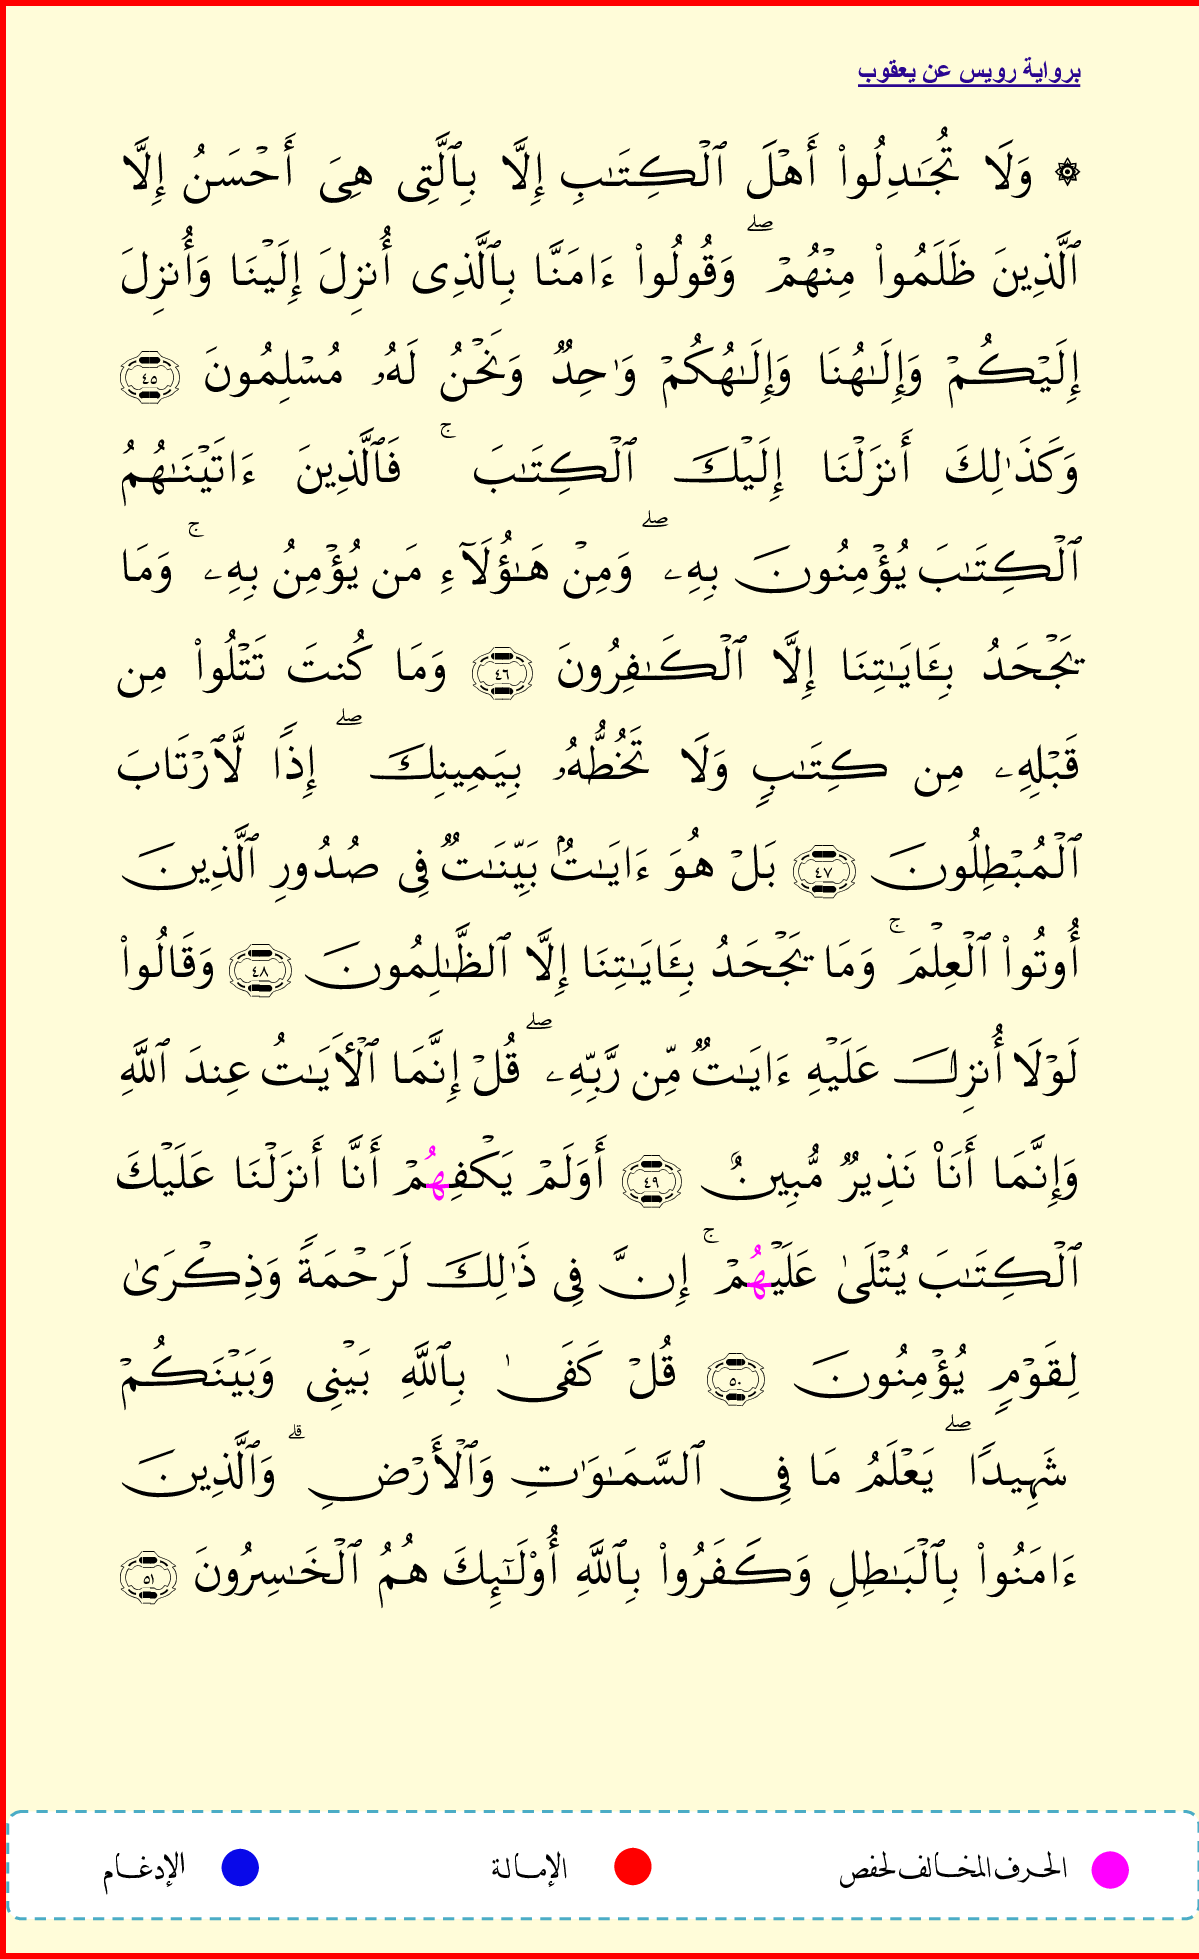 برواية رويس عن يعقوب
۞ وَلَا تُجَٰدِلُوا۟ أَهْلَ ٱلْكِتَٰبِ إِلَّا بِٱلَّتِى هِىَ أَحْسَنُ إِلَّا
ٱلَّذِينَ ظَلَمُوا۟ مِنْهُمْ ۖ وَقُولُوا۟ ءَامَنَّا بِٱلَّذِى أُنزِلَ إِلَيْنَا وَأُنزِلَ
إِلَيْكُمْ وَإِلَٰهُنَا وَإِلَٰهُكُمْ وَٰحِدٌ وَنَحْنُ لَهُۥ مُسْلِمُونَ ٤٥
وَكَذَٰلِكَ أَنزَلْنَا إِلَيْكَ ٱلْكِتَٰبَ ۚ فَٱلَّذِينَ ءَاتَيْنَٰهُمُ
ٱلْكِتَٰبَ يُؤْمِنُونَ بِهِۦ ۖ وَمِنْ هَٰؤُلَآءِ مَن يُؤْمِنُ بِهِۦ ۚ وَمَا
يَجْحَدُ بِـَٔايَٰتِنَا إِلَّا ٱلْكَٰفِرُونَ ٤٦ وَمَا كُنتَ تَتْلُوا۟ مِن
قَبْلِهِۦ مِن كِتَٰبٍ وَلَا تَخُطُّهُۥ بِيَمِينِكَ ۖ إِذًا لَّٱرْتَابَ
ٱلْمُبْطِلُونَ ٤٧ بَلْ هُوَ ءَايَٰتٌۢ بَيِّنَٰتٌ فِى صُدُورِ ٱلَّذِينَ
أُوتُوا۟ ٱلْعِلْمَ ۚ وَمَا يَجْحَدُ بِـَٔايَٰتِنَا إِلَّا ٱلظَّٰلِمُونَ ٤٨ وَقَالُوا۟
لَوْلَا أُنزِلَ عَلَيْهِ ءَايَٰتٌ مِّن رَّبِّهِۦ ۖ قُلْ إِنَّمَا ٱلْأَيَٰتُ عِندَ ٱللَّهِ
وَإِنَّمَا أَنَا۠ نَذِيرٌ مُّبِينٌ ٤٩ أَوَلَمْ يَكْفِهُمْ أَنَّا أَنزَلْنَا عَلَيْكَ
ٱلْكِتَٰبَ يُتْلَىٰ عَلَيْهُمْ ۚ إِنَّ فِى ذَٰلِكَ لَرَحْمَةً وَذِكْرَىٰ
لِقَوْمٍ يُؤْمِنُونَ ٥٠ قُلْ كَفَىٰ بِٱللَّهِ بَيْنِى وَبَيْنَكُمْ
شَهِيدًا ۖ يَعْلَمُ مَا فِى ٱلسَّمَٰوَٰتِ وَٱلْأَرْضِ ۗ وَٱلَّذِينَ
ءَامَنُوا۟ بِٱلْبَٰطِلِ وَكَفَرُوا۟ بِٱللَّهِ أُو۟لَٰٓئِكَ هُمُ ٱلْخَٰسِرُونَ ٥١
الحرف المخالف لحفص الإمالة الإدغام